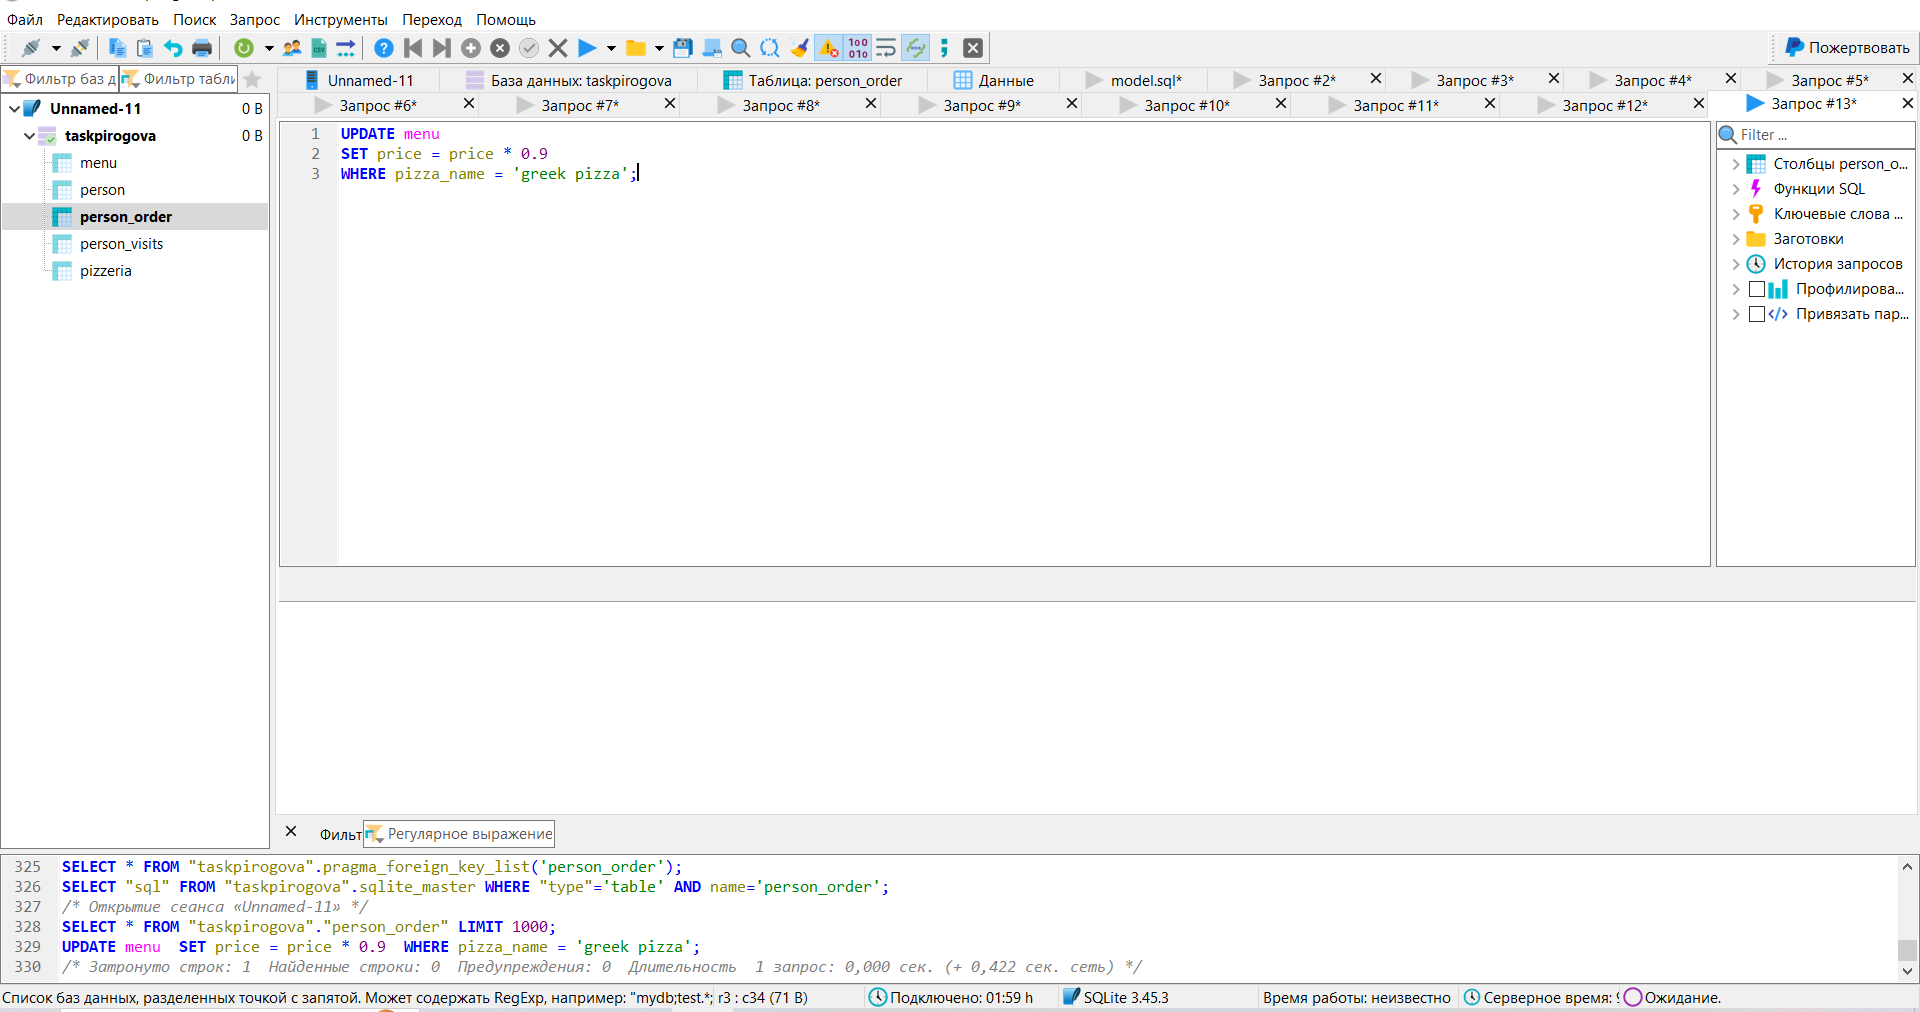 Файл Редактировать Поиск Запрос Инструменты Переход Помощь
Пожертвовать
Фильтр баз д Фильтр табли
Unnamed-11 База данных: taskpirogova Таблица: person_order Данные model.sql* Запрос #2* Запрос #3* Запрос #4* Запрос #5*
Запрос #6* Запрос #7* Запрос #8* Запрос #9* Запрос #10* Запрос #11* Запрос #12* Запрос #13*
Unnamed-11 0 B
taskpirogova 0 B
menu
person
person_order
person_visits
pizzeria
1 UPDATE menu
2 SET price = price * 0.9
3 WHERE pizza_name = 'greek pizza';
Filter ...
Столбцы person_o...
Функции SQL
Ключевые слова ...
Заготовки
История запросов
Профилирова...
Привязать пар...
Фильт Регулярное выражение
325 SELECT * FROM "taskpirogova".pragma_foreign_key_list('person_order');
326 SELECT "sql" FROM "taskpirogova".sqlite_master WHERE "type"='table' AND name='person_order';
327 /* Открытие сеанса «Unnamed-11» */
328 SELECT * FROM "taskpirogova"."person_order" LIMIT 1000;
329 UPDATE menu  SET price = price * 0.9  WHERE pizza_name = 'greek pizza';
330 /* Затронуто строк: 1  Найденные строки: 0  Предупреждения: 0  Длительность  1 запрос: 0,000 сек. (+ 0,422 сек. сеть) */
Список баз данных, разделенных точкой с запятой. Может содержать RegExp, например: "mydb;test.*; r3 : c34 (71 B) Подключено: 01:59 h SQLite 3.45.3 Время работы: неизвестно Серверное время: Ожидание.